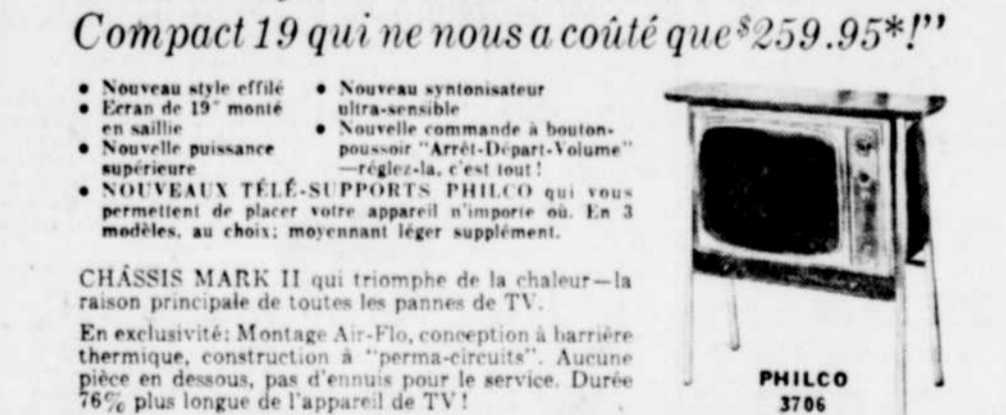 Compact 19 qui ne nous a coûté que $259.95*!”
• Nouveau style effilé
• Ecran de 19" monté
en saillie
• Nouvelle puissance
supérieure
• Nouveau syntonisateur
ultra-sensible
• Nouvelle commande à bouton-
poussoir "Arrêt-Départ-Volume"
—réglez-la, c'est tout !
• NOUVEAUX TÉLÉ-SUPPORTS PHILCO qui vous
permettent de placer votre appareil n'importe où. En 3
modèles, au choix; moyennant léger supplément.
CHÂSSIS MARK II qui triomphe de la chaleur—la
raison principale de toutes les pannes de TV.
En exclusivité: Montage Air-Flo, conception à barrière
thermique, construction à "perma-circuits". Aucune
pièce en dessous, pas d'ennuis pour le service. Durée
76% plus longue de l'appareil de TV!
PHILCO
3706